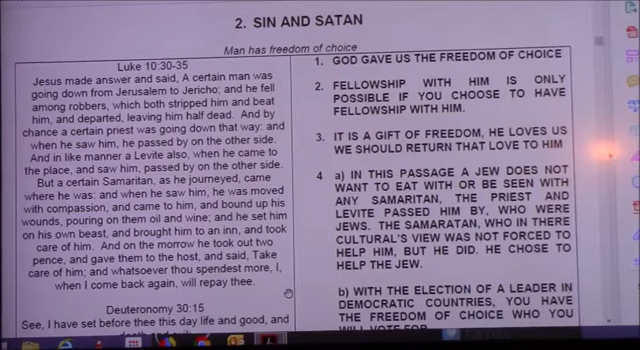 2. SIN AND SATAN
Man has freedom of choice
Luke 10:30-35
Jesus made answer and said, A certain man was
going down from Jerusalem to Jericho; and he fell
among robbers, which both stripped him and beat
him, and departed, leaving him half dead. And by
chance a certain priest was going down that way: and
when he saw him, he passed by on the other side.
And in like manner a Levite also, when he came to
the place, and saw him, passed by on the other side.
But a certain Samaritan, as he journeyed, came
where he was: and when he saw him, he was moved
with compassion, and came to him, and bound up his
wounds, pouring on them oil and wine; and he set him
on his own beast, and brought him to an inn, and took
care of him. And on the morrow he took out two
pence, and gave them to the host, and said, Take
care of him; and whatsoever thou spendest more, I,
when I come back again, will repay thee.
Deuteronomy 30:15
See, I have set before thee this day life and good, and
death and evil;
1. GOD GAVE US THE FREEDOM OF CHOICE
2. FELLOWSHIP WITH HIM IS ONLY
POSSIBLE IF YOU CHOOSE TO HAVE
FELLOWSHIP WITH HIM.
3. IT IS A GIFT OF FREEDOM, HE LOVES US
WE SHOULD RETURN THAT LOVE TO HIM
4 a) IN THIS PASSAGE A JEW DOES NOT
WANT TO EAT WITH OR BE SEEN WITH
ANY SAMARITAN, THE PRIEST AND
LEVITE PASSED HIM BY, WHO WERE
JEWS. THE SAMARATAN, WHO IN THERE
CULTURAL'S VIEW WAS NOT FORCED TO
HELP HIM, BUT HE DID. HE CHOSE TO
HELP THE JEW.
b) WITH THE ELECTION OF A LEADER IN
DEMOCRATIC COUNTRIES, YOU HAVE
THE FREEDOM OF CHOICE WHO YOU
WILL VOTE FOR